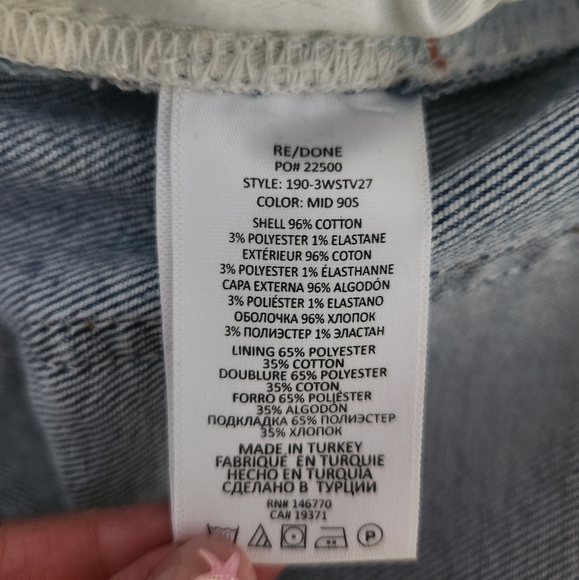 RE/DONE
PO# 22500
STYLE: 190-3WSTV27
COLOR: MID 90S
SHELL 96% COTTON
3% POLYESTER 1% ELASTANE
EXTÉRIEUR 96% COTON
3% POLYESTER 1% ÉLASTHANNE
CAPA EXTERNA 96% ALGODÓN
3% POLIÉSTER 1% ELASTANO
ОБОЛОЧКА 96% ХЛОПОК
3% ПОЛИЭСТЕР 1% ЭЛАСТАН
LINING 65% POLYESTER
35% COTTON
DOUBLURE 65% POLYESTER
35% COTON
FORRO 65% POLIÉSTER
35% ALGODÓN
ПОДКЛАДКА 65% ПОЛИЭСТЕР
35% ХЛОПОК
MADE IN TURKEY
FABRIQUÉ EN TURQUIE
HECHO EN TURQUÍA
СДЕЛАНО В ТУРЦИИ
RN# 146770
CA# 19371
P